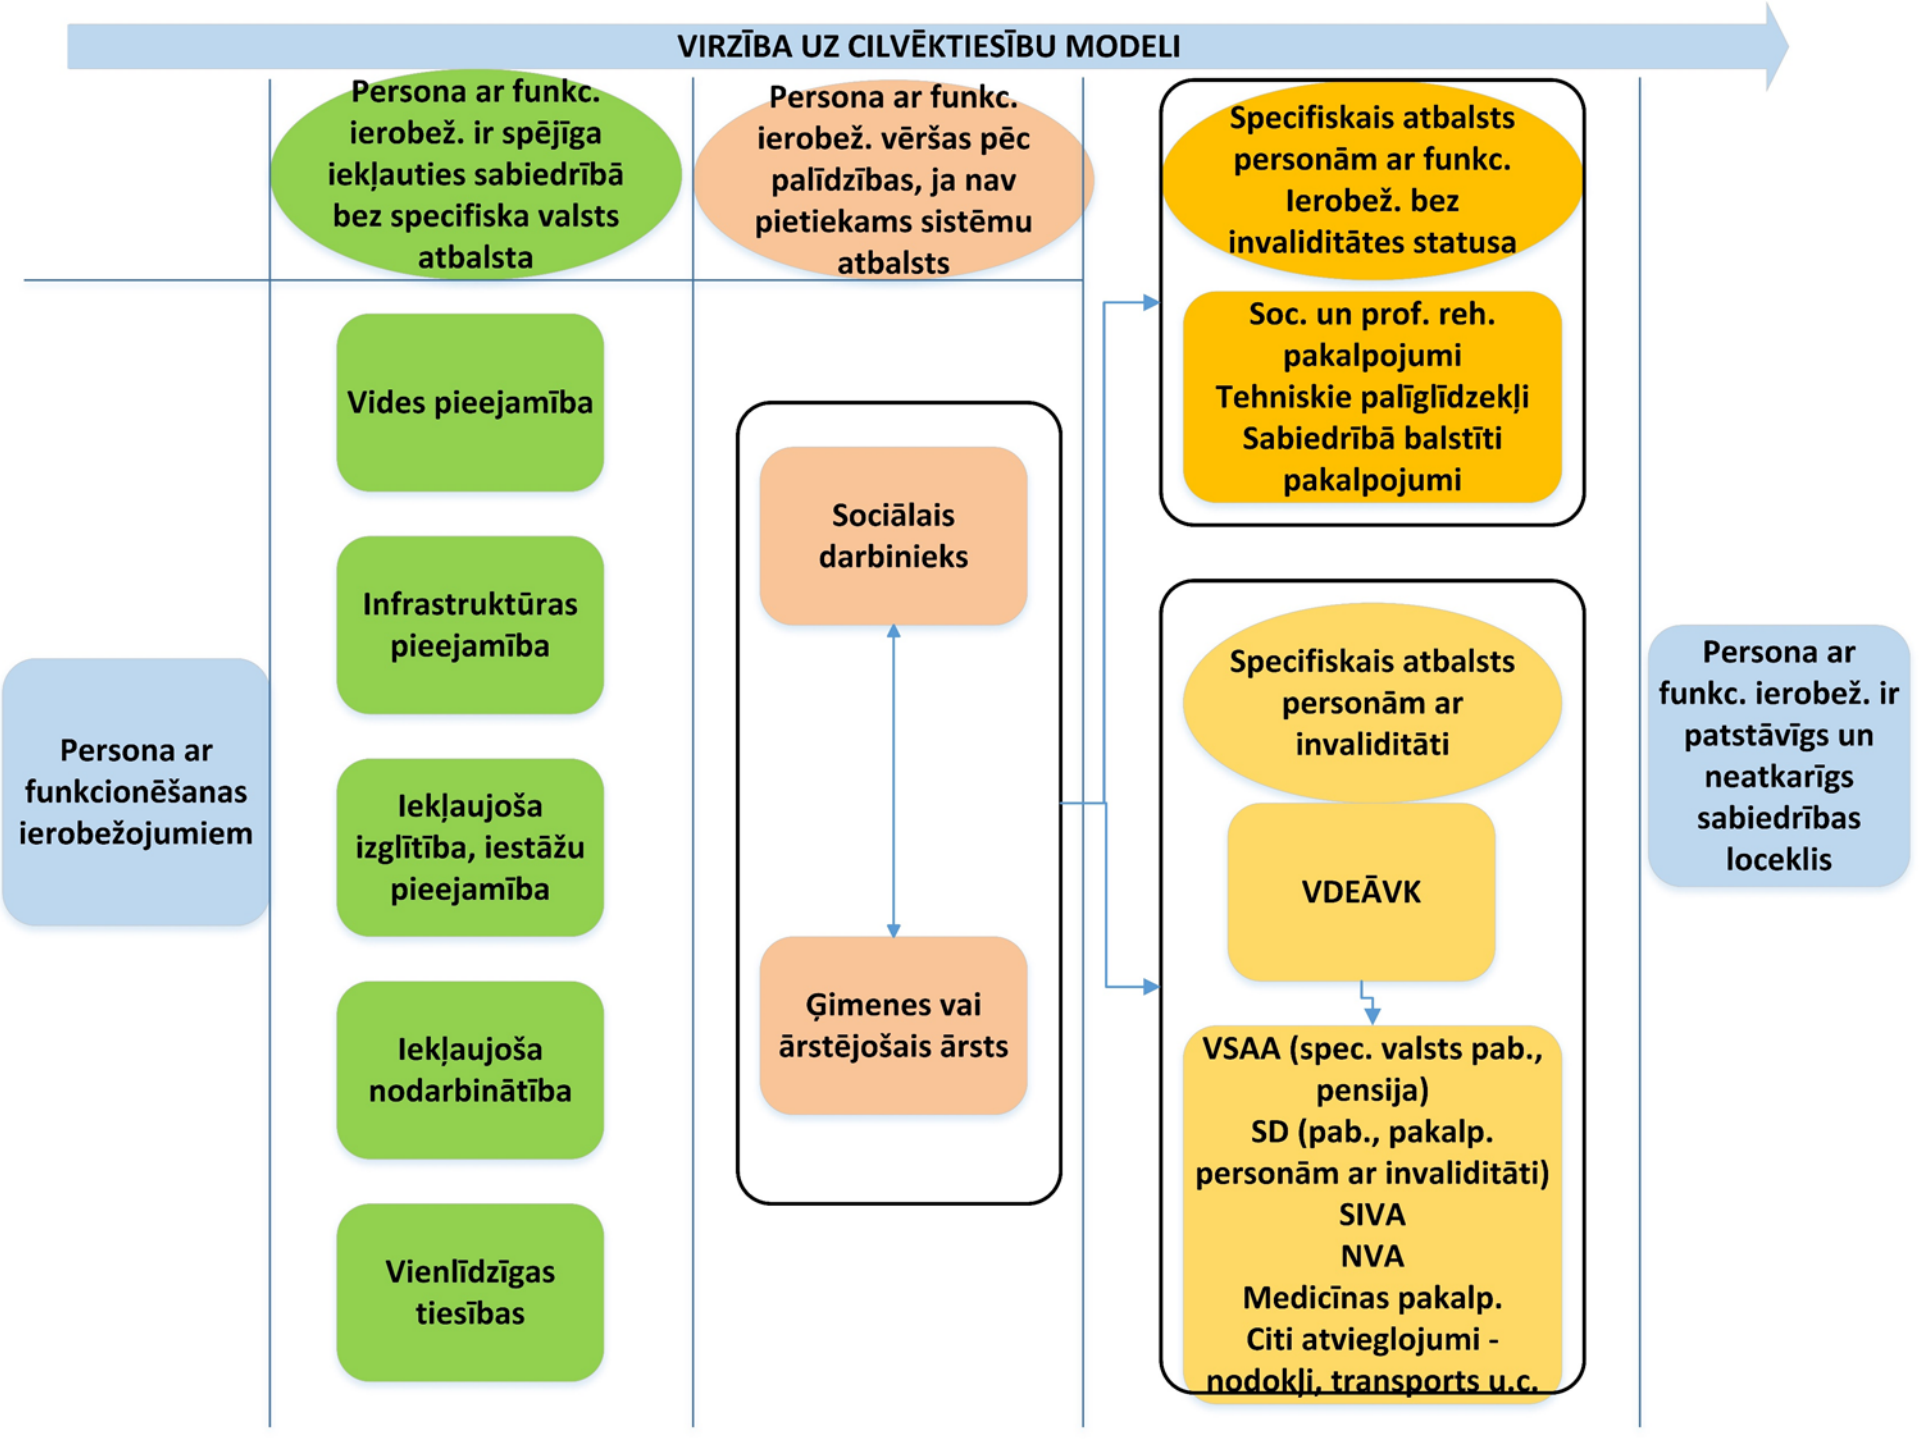 VIRZĪBA UZ CILVĒKTIESĪBU MODELI
Persona ar
funkcionēšanas
ierobežojumiem
Persona ar funkc.
ierobež. ir spējīga
iekļauties sabiedrībā
bez specifiska valsts
atbalsta
Vides pieejamība
Infrastruktūras
pieejamība
Iekļaujoša
izglītība, iestāžu
pieejamība
Iekļaujoša
nodarbinātība
Vienlīdzīgas
tiesības
Persona ar funkc.
ierobež. vēršas pēc
palīdzības, ja nav
pietiekams sistēmu
atbalsts
Sociālais
darbinieks
Ģimenes vai
ārstējošais ārsts
Specifiskais atbalsts
personām ar funkc.
Ierobež. bez
invaliditātes statusa
Soc. un prof. reh.
pakalpojumi
Tehniskie palīglīdzekļi
Sabiedrībā balstīti
pakalpojumi
Specifiskais atbalsts
personām ar
invaliditāti
VDEĀVK
VSAA (spec. valsts pab.,
pensija)
SD (pab., pakalp.
personām ar invaliditāti)
SIVA
NVA
Medicīnas pakalp.
Citi atvieglojumi -
nodokļi, transports u.c.
Persona ar
funkc. ierobež. ir
patstāvīgs un
neatkarīgs
sabiedrības
loceklis